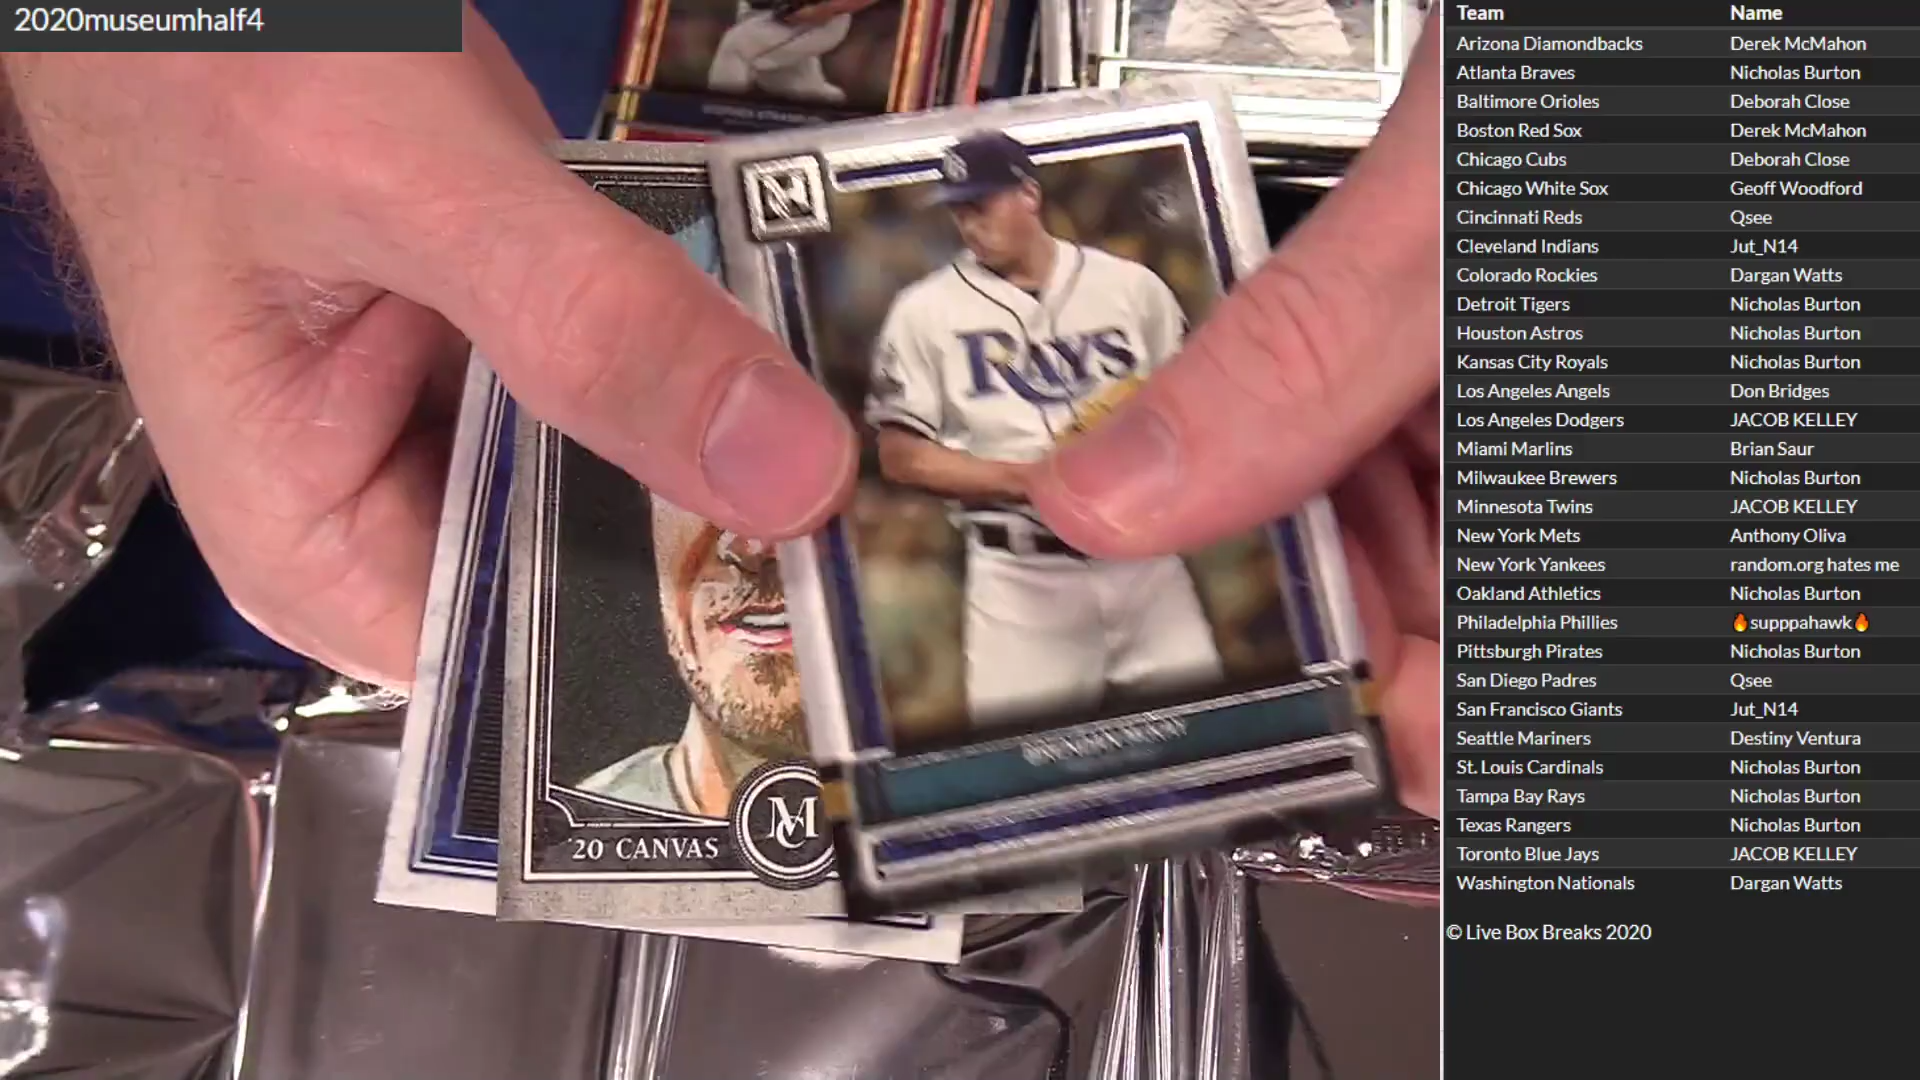 2020museumhalf4
Team Name
Arizona Diamondbacks Derek McMahon
Atlanta Braves Nicholas Burton
Baltimore Orioles Deborah Close
Boston Red Sox Derek McMahon
Chicago Cubs Deborah Close
Chicago White Sox Geoff Woodford
Cincinnati Reds Qsee
Cleveland Indians Jut_N14
Colorado Rockies Dargan Watts
Detroit Tigers Nicholas Burton
Houston Astros Nicholas Burton
Kansas City Royals Nicholas Burton
Los Angeles Angels Don Bridges
Los Angeles Dodgers JACOB KELLEY
Miami Marlins Brian Saur
Milwaukee Brewers Nicholas Burton
Minnesota Twins JACOB KELLEY
New York Mets Anthony Oliva
New York Yankees random.org hates me
Oakland Athletics Nicholas Burton
Philadelphia Phillies 🔥supppahawk🔥
Pittsburgh Pirates Nicholas Burton
San Diego Padres Qsee
San Francisco Giants Jut_N14
Seattle Mariners Destiny Ventura
St. Louis Cardinals Nicholas Burton
Tampa Bay Rays Nicholas Burton
Texas Rangers Nicholas Burton
Toronto Blue Jays JACOB KELLEY
Washington Nationals Dargan Watts
© Live Box Breaks 2020
RAYS
20 CANVAS
MC